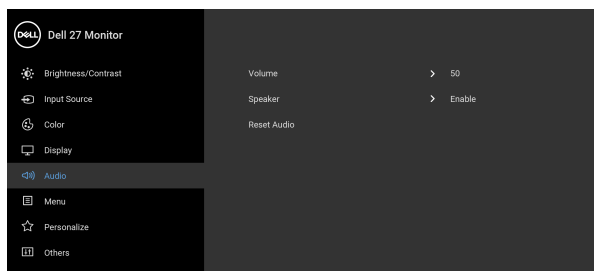 DELL Dell 27 Monitor
Brightness/Contrast
Volume 50
Input Source
Speaker Enable
Color
Reset Audio
Display
Audio
Menu
Personalize
Others